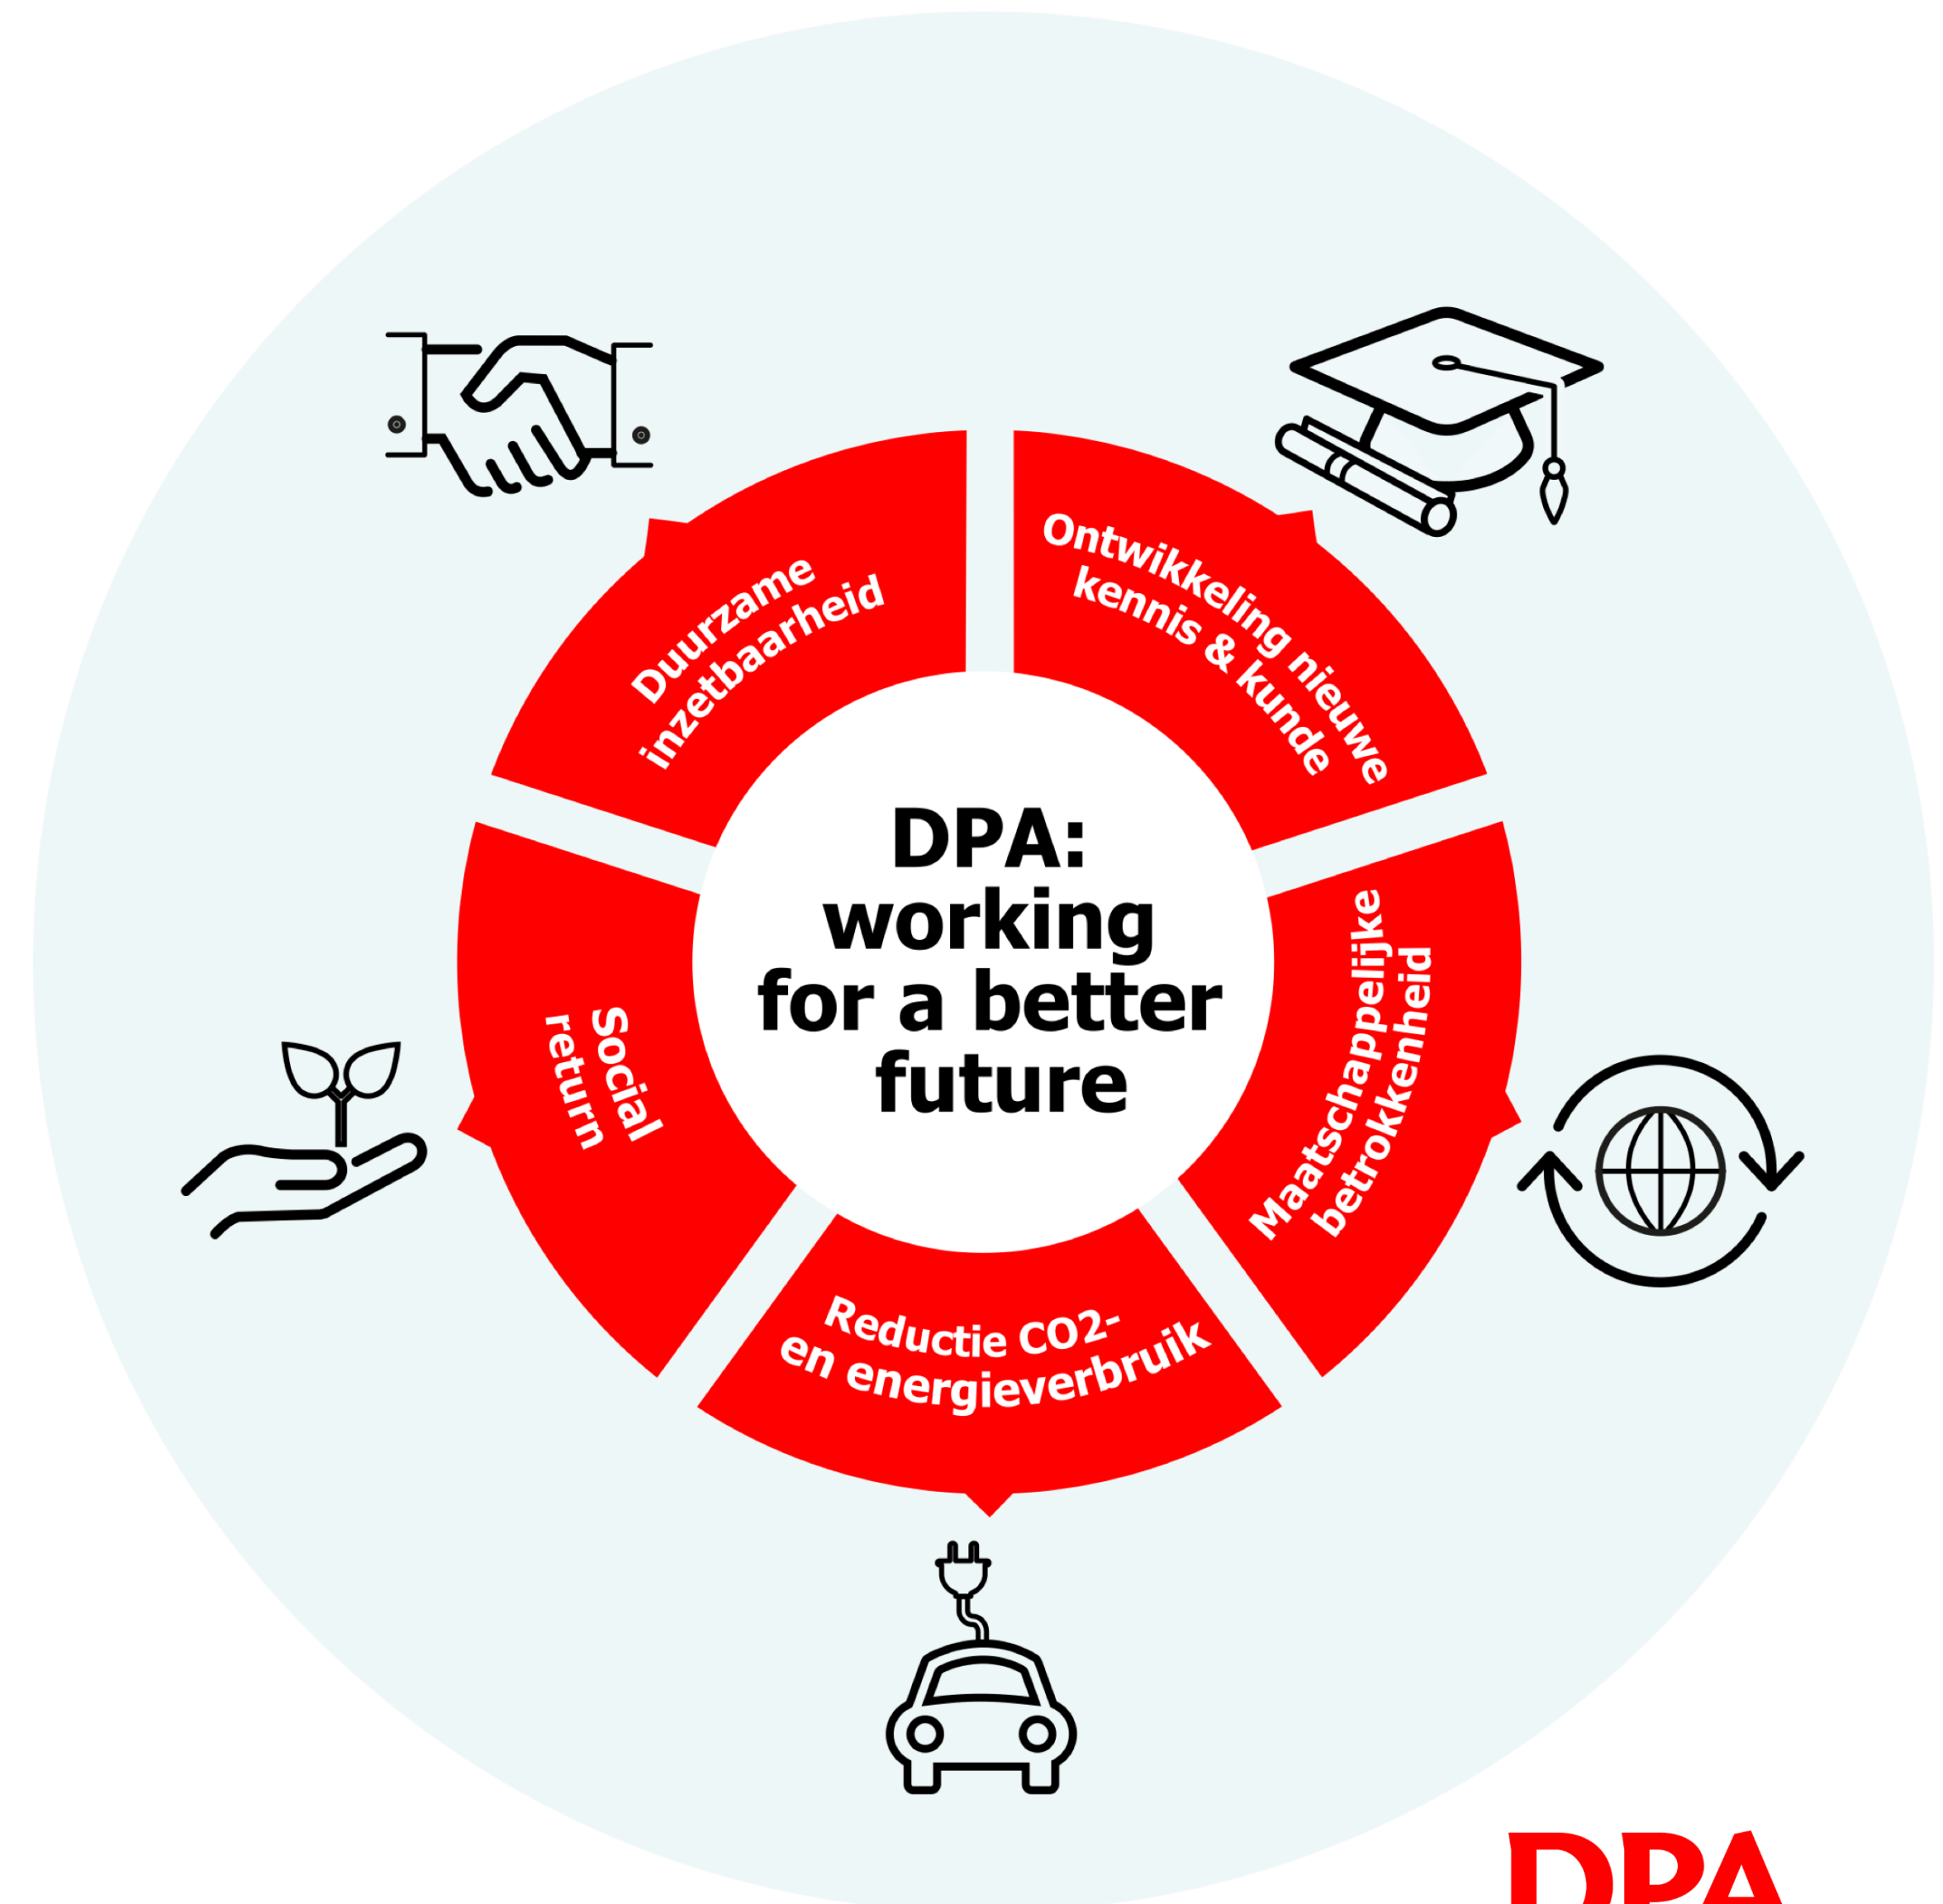 Duurzame
inzetbaarheid
Ontwikkeling nieuwe
kennis & kunde
DPA:
working
for a better
future
Maatschappelijke
betrokkenheid
Social
return
Reductie CO2-
en energieverbruik
DPA